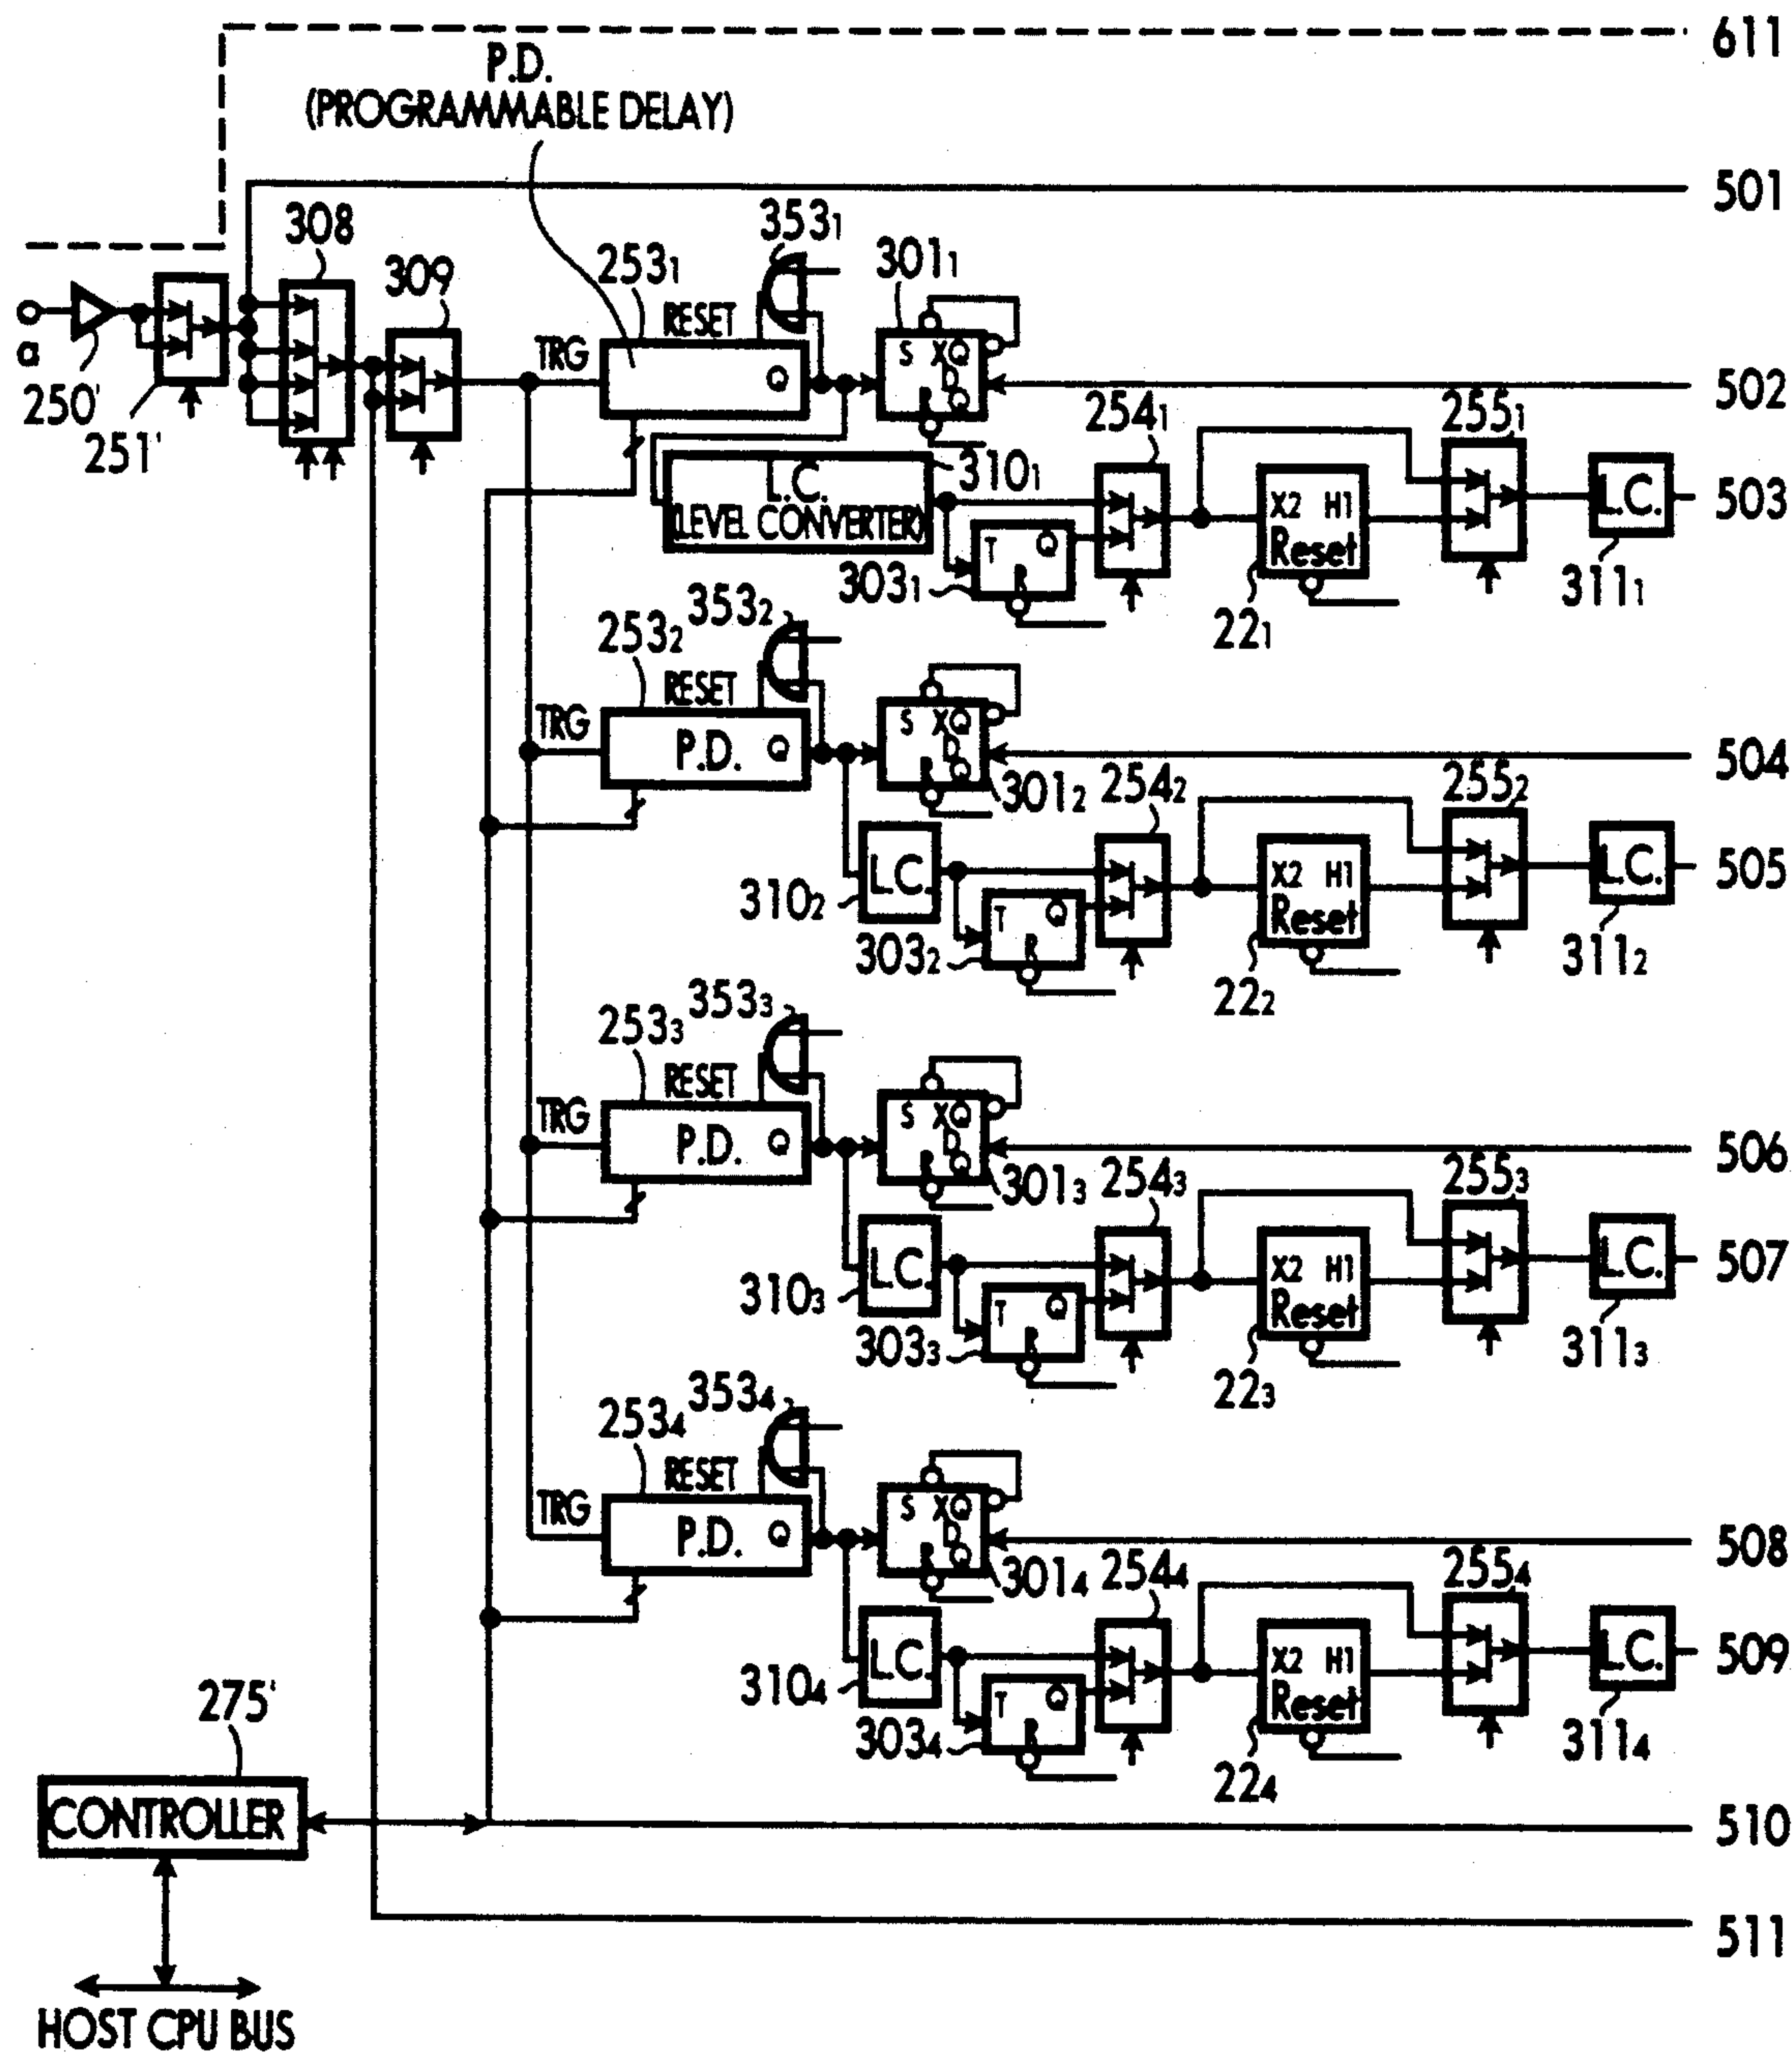 611
P.D.
(PROGRAMMABLE DELAY)
501
308
353₁
253₁
301₁
309
RESET
TRG
a
Q
S XQ
D
R Q
502
250'
251'
254₁
255₁
L.C.
(LEVEL CONVERTER)
310₁
X2 H1
Reset
L.C.
503
T Q
R
303₁
22₁
311₁
353₂
253₂
RESET
TRG
P.D. Q
S XQ
D
R Q
504
301₂
254₂
255₂
L.C.
X2 H1
Reset
L.C.
505
310₂
T Q
R
303₂
22₂
311₂
353₃
253₃
RESET
TRG
P.D. Q
S XQ
D
R Q
506
301₃
254₃
255₃
L.C.
X2 H1
Reset
L.C.
507
310₃
T Q
R
303₃
22₃
311₃
353₄
253₄
RESET
TRG
P.D. Q
S XQ
D
R Q
508
301₄
254₄
255₄
L.C.
X2 H1
Reset
L.C.
509
310₄
T Q
R
303₄
22₄
311₄
275'
CONTROLLER
510
511
HOST CPU BUS